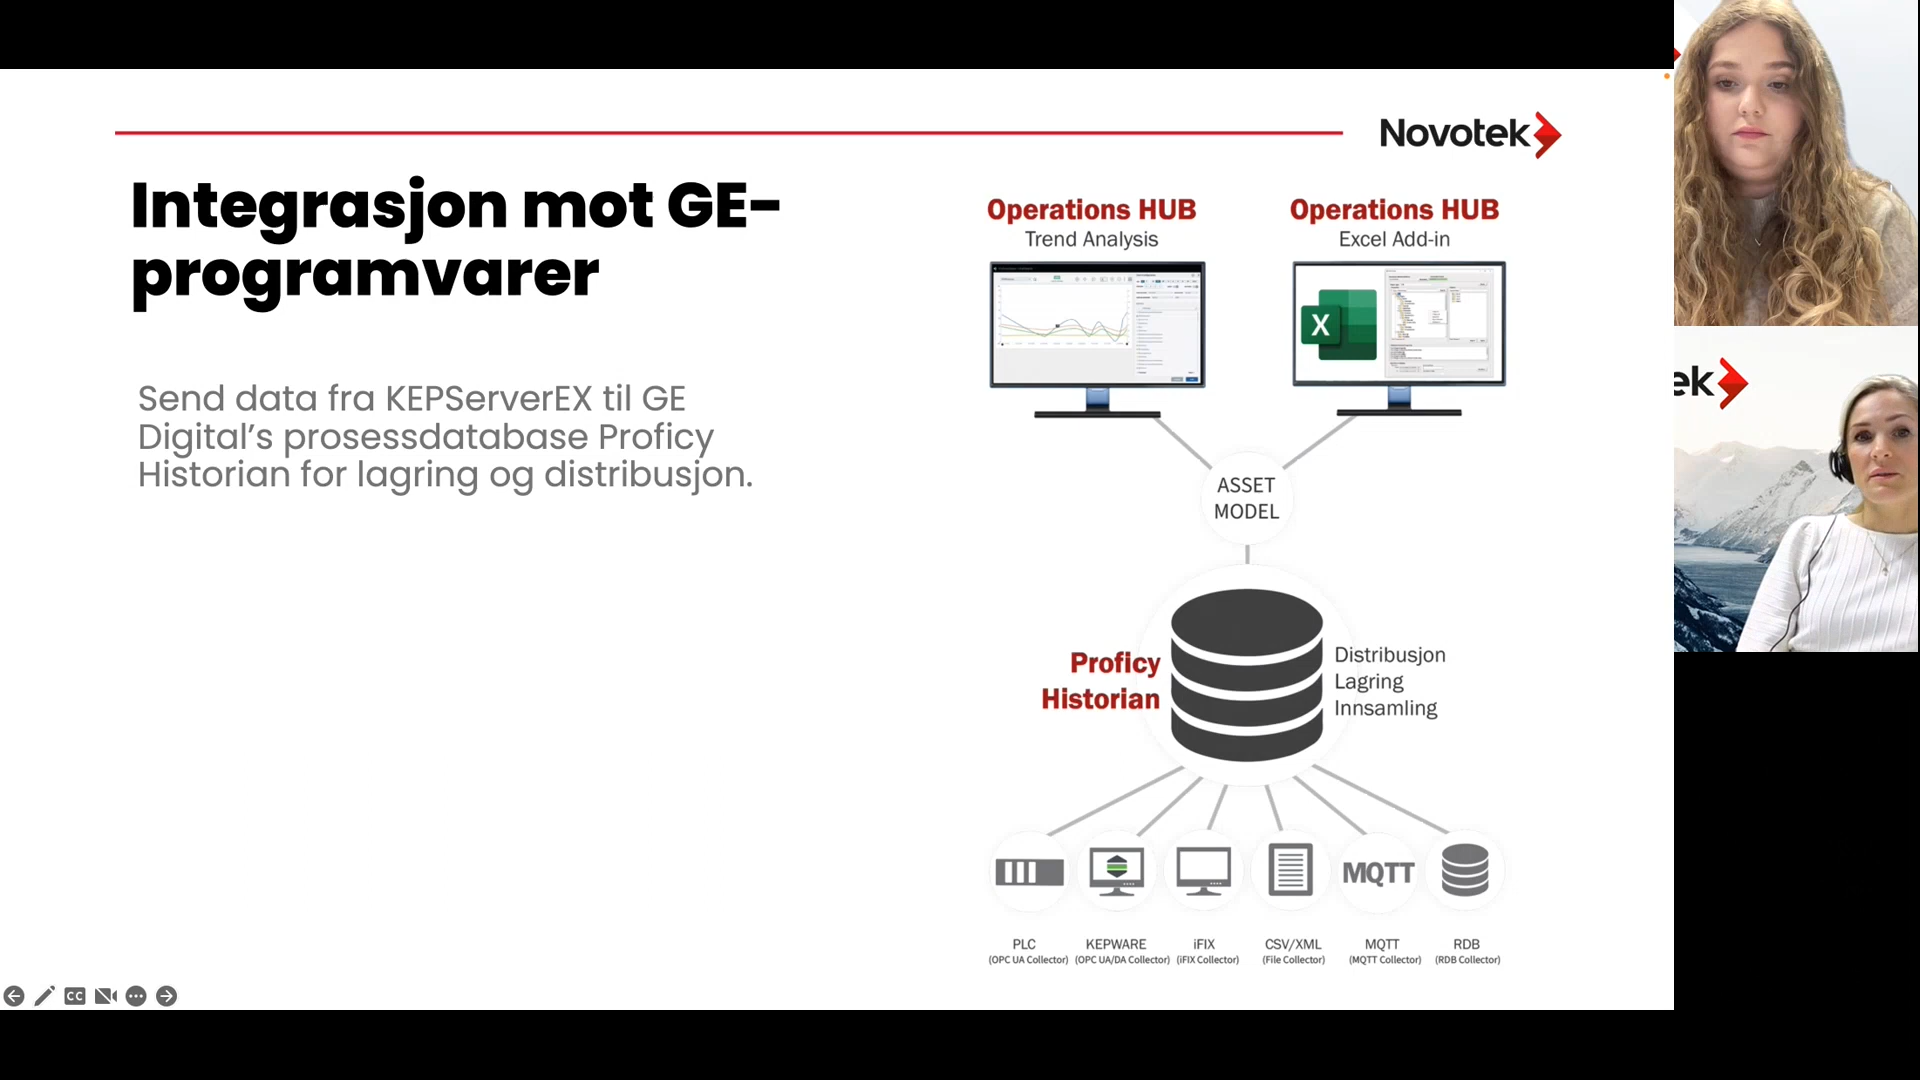 Novotek
Integrasjon mot GE-
programvarer
Send data fra KEPServerEX til GE
Digital’s prosessdatabase Proficy
Historian for lagring og distribusjon.
Operations HUB
Trend Analysis
Operations HUB
Excel Add-in
X
ASSET
MODEL
Proficy
Historian
Distribusjon
Lagring
Innsamling
MQTT
PLC
(OPC UA Collector)
KEPWARE
(OPC UA/DA Collector)
iFIX
(iFIX Collector)
CSV/XML
(File Collector)
MQTT
(MQTT Collector)
RDB
(RDB Collector)
CC
ek